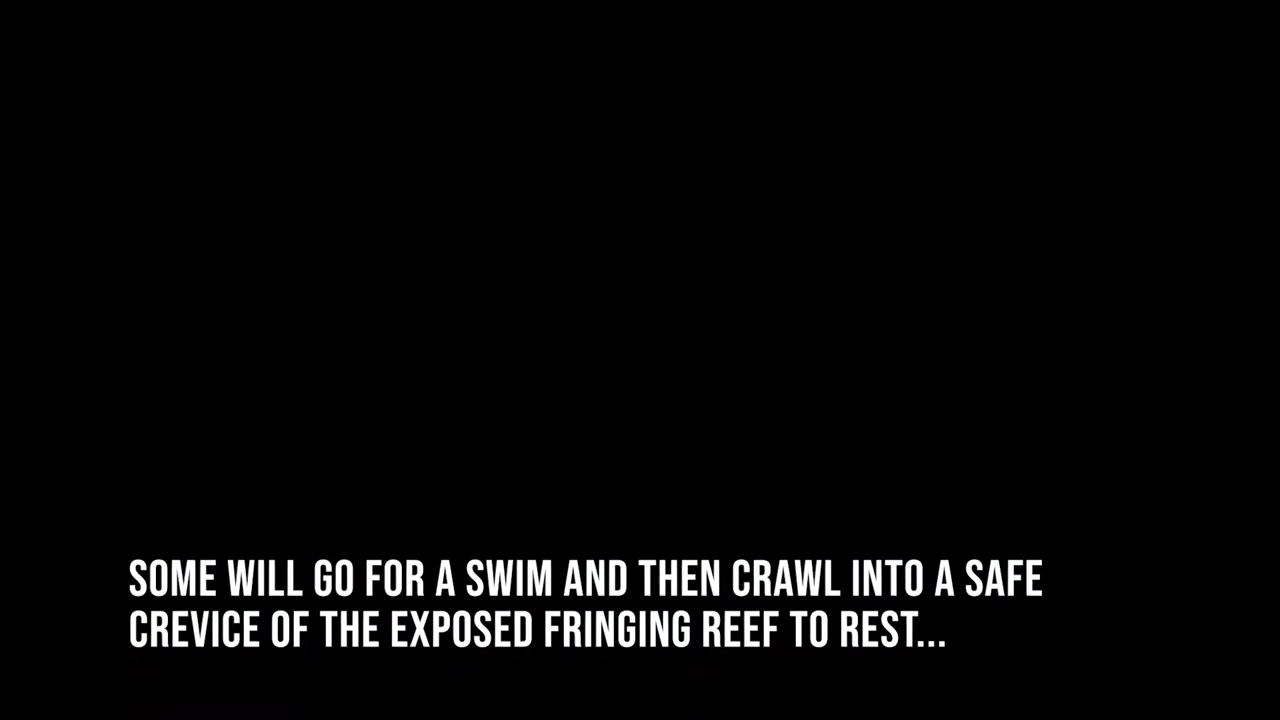 SOME WILL GO FOR A SWIM AND THEN CRAWL INTO A SAFE
CREVICE OF THE EXPOSED FRINGING REEF TO REST...